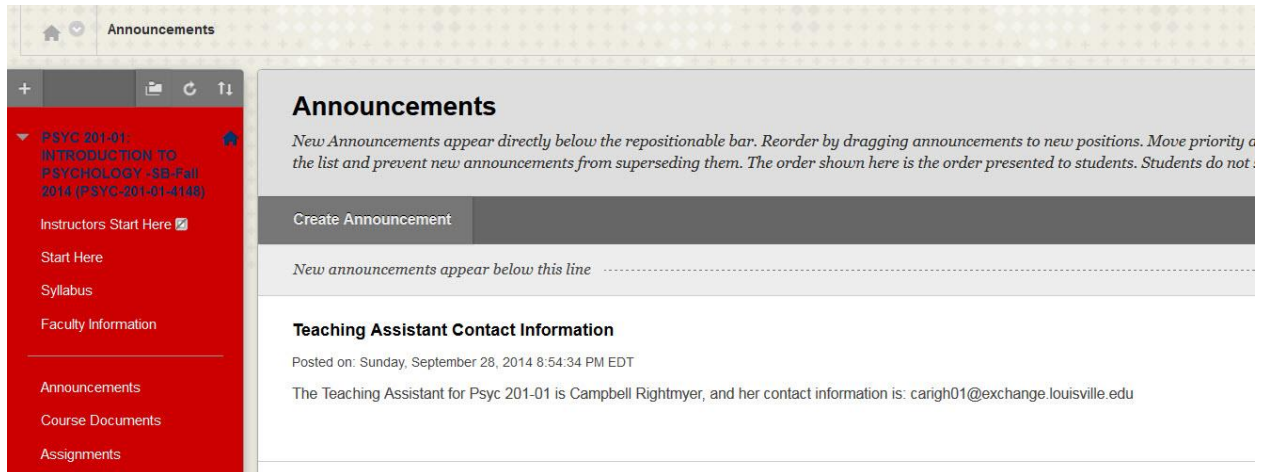 Announcements
PSYC 201-01:
INTRODUCTION TO
PSYCHOLOGY -SB-Fall
2014 (PSYC-201-01-4148)
Instructors Start Here
Start Here
Syllabus
Faculty Information
Announcements
Course Documents
Assignments
Announcements
New Announcements appear directly below the repositionable bar. Reorder by dragging announcements to new positions. Move priority a
the list and prevent new announcements from superseding them. The order shown here is the order presented to students. Students do not
Create Announcement
New announcements appear below this line
Teaching Assistant Contact Information
Posted on: Sunday, September 28, 2014 8:54:34 PM EDT
The Teaching Assistant for Psyc 201-01 is Campbell Rightmyer, and her contact information is: carigh01@exchange.louisville.edu